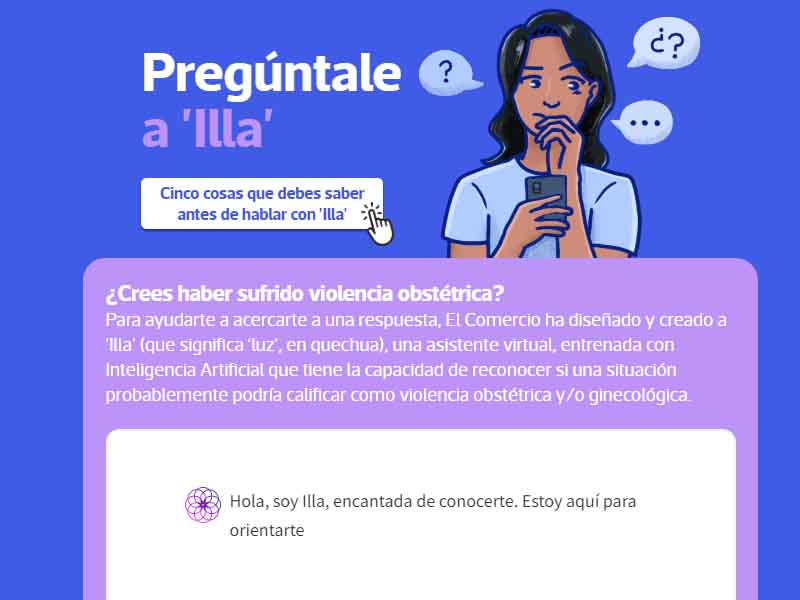 Pregúntale
a 'Illa'
?
¿?
...
Cinco cosas que debes saber
antes de hablar con 'Illa'
¿Crees haber sufrido violencia obstétrica?
Para ayudarte a acercarte a una respuesta, El Comercio ha diseñado y creado a
'Illa' (que significa 'luz', en quechua), una asistente virtual, entrenada con
Inteligencia Artificial que tiene la capacidad de reconocer si una situación
probablemente podría calificar como violencia obstétrica y/o ginecológica.
Hola, soy Illa, encantada de conocerte. Estoy aquí para
orientarte